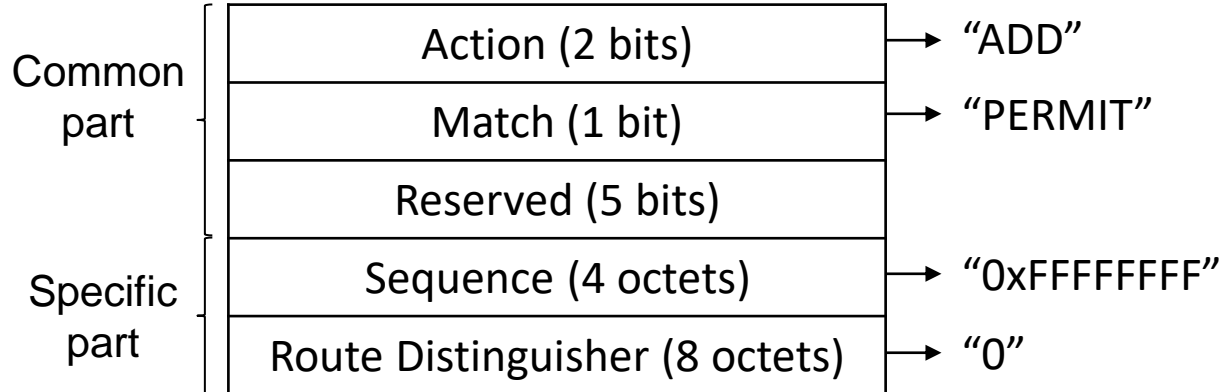 Common
part
Action (2 bits)
“ADD”
Match (1 bit)
“PERMIT”
Reserved (5 bits)
Specific
part
Sequence (4 octets)
“0xFFFFFFFF”
Route Distinguisher (8 octets)
“0”